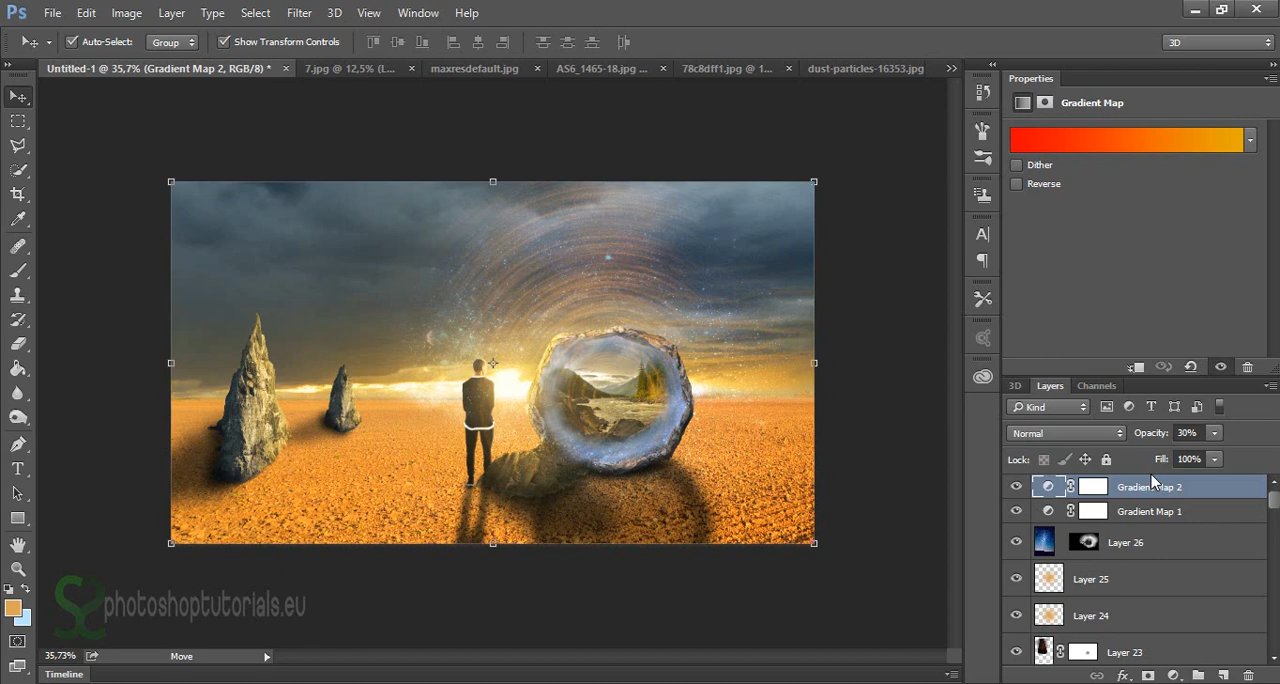 Ps File Edit Image Layer Type Select Filter 3D View Window Help
Auto-Select: Group Show Transform Controls 3D
Untitled-1 @ 35,7% (Gradient Map 2, RGB/8) * 7.jpg @ 12,5% (L... maxresdefault.jpg AS6_1465-18.jpg ... 78c8dff1.jpg @ 1... dust-particles-16353.jpg
Properties
Gradient Map
Dither
Reverse
3D Layers Channels
Kind
Normal Opacity: 30%
Lock: Fill: 100%
Gradient Map 2
Gradient Map 1
Layer 26
Layer 25
Layer 24
Layer 23
photoshoptutorials.eu
35,73% Move
Timeline